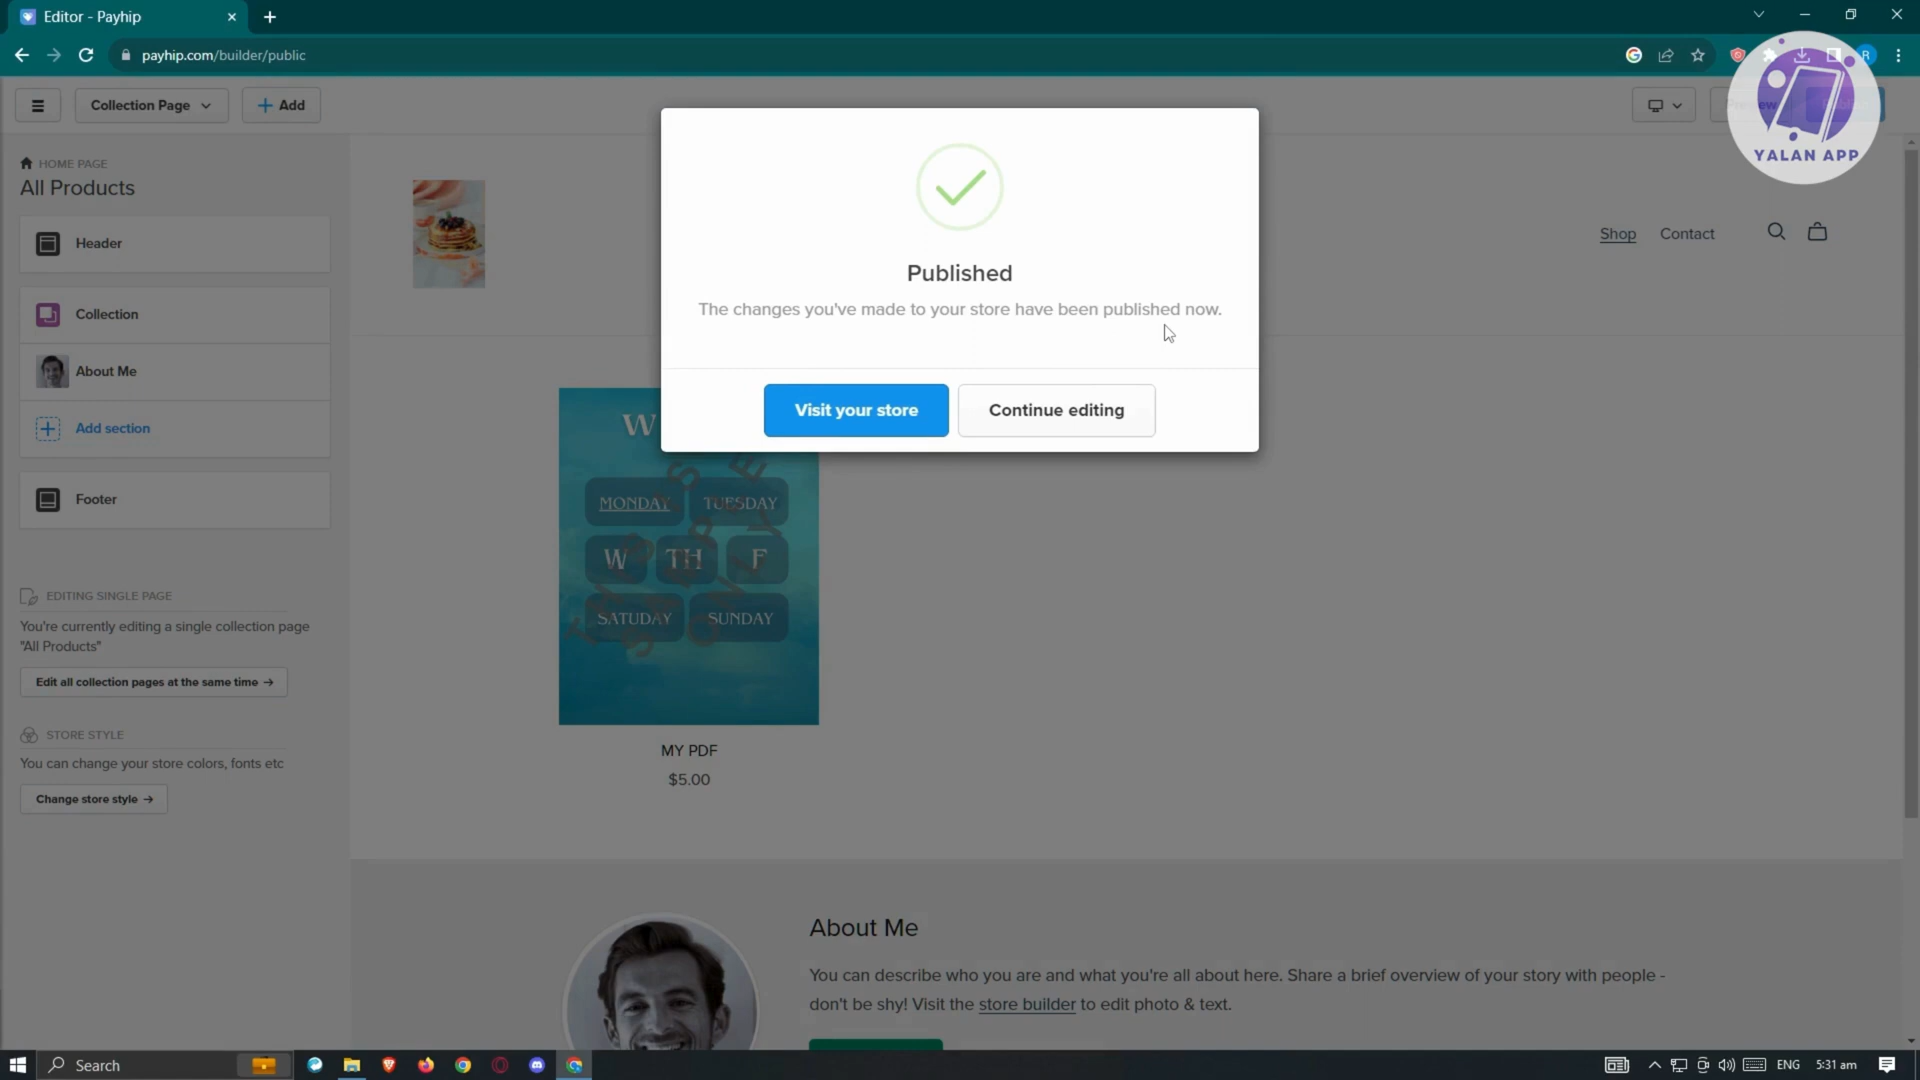 Editor - Payhip
payhip.com/builder/public
R
Collection Page
Add
YALAN APP
HOME PAGE
All Products
Header
Collection
About Me
Add section
Footer
EDITING SINGLE PAGE
You're currently editing a single collection page
"All Products"
Edit all collection pages at the same time →
STORE STYLE
You can change your store colors, fonts etc
Change store style →
Shop
Contact
Published
The changes you've made to your store have been published now.
Visit your store
Continue editing
W
MONDAY
TUESDAY
W
TH
F
SATUDAY
SUNDAY
THIS IS
SAMPLE
ONLY
MY PDF
$5.00
About Me
You can describe who you are and what you're all about here. Share a brief overview of your story with people -
don't be shy! Visit the store builder to edit photo & text.
Search
ENG
5:31 am